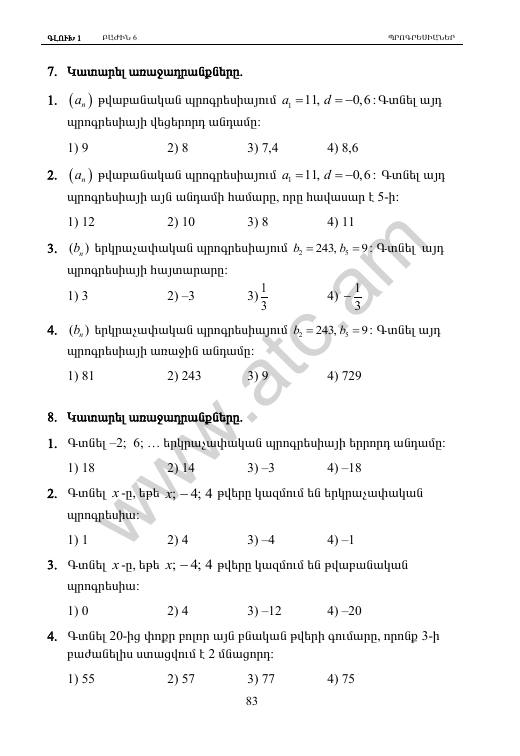 ԳԼՈՒԽ 1 ԲԱԺԻՆ 6 ՊՐՈԳՐԵՍԻԱՆԵՐ
7. Կատարել առաջադրանքները.
1. (aₙ) թվաբանական պրոգրեսիայում a₁ = 11, d = −0,6: Գտնել այդ
պրոգրեսիայի վեցերորդ անդամը:
1) 9 2) 8 3) 7,4 4) 8,6
2. (aₙ) թվաբանական պրոգրեսիայում a₁ = 11, d = −0,6: Գտնել այդ
պրոգրեսիայի այն անդամի համարը, որը հավասար է 5-ի:
1) 12 2) 10 3) 8 4) 11
3. (bₙ) երկրաչափական պրոգրեսիայում b₂ = 243, b₅ = 9: Գտնել այդ
պրոգրեսիայի հայտարարը:
1) 3 2) –3 3) 1/3 4) −1/3
4. (bₙ) երկրաչափական պրոգրեսիայում b₂ = 243, b₅ = 9: Գտնել այդ
պրոգրեսիայի առաջին անդամը:
1) 81 2) 243 3) 9 4) 729
8. Կատարել առաջադրանքները.
1. Գտնել –2; 6; … երկրաչափական պրոգրեսիայի երրորդ անդամը:
1) 18 2) 14 3) –3 4) –18
2. Գտնել x -ը, եթե x; − 4; 4 թվերը կազմում են երկրաչափական
պրոգրեսիա:
1) 1 2) 4 3) –4 4) –1
3. Գտնել x -ը, եթե x; − 4; 4 թվերը կազմում են թվաբանական
պրոգրեսիա:
1) 0 2) 4 3) –12 4) –20
4. Գտնել 20-ից փոքր բոլոր այն բնական թվերի գումարը, որոնք 3-ի
բաժանելիս ստացվում է 2 մնացորդ:
1) 55 2) 57 3) 77 4) 75
83
www.atc.am